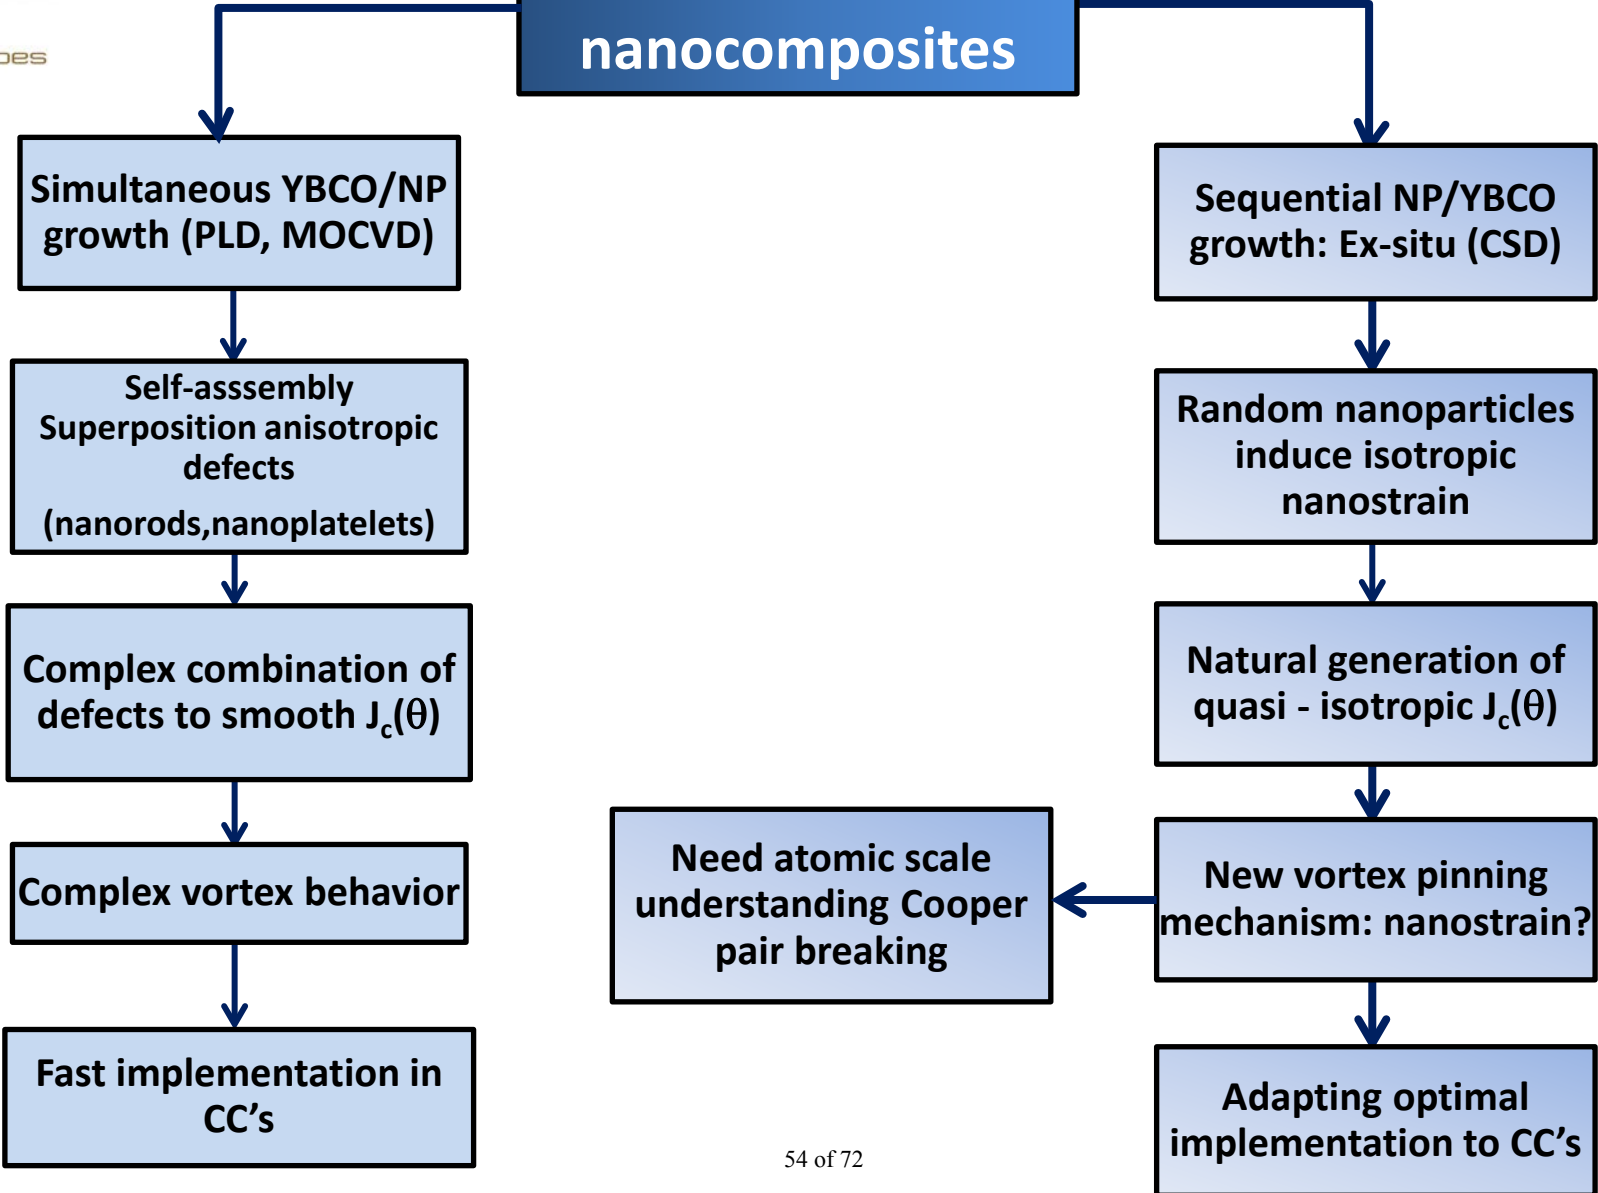 nanocomposites
Simultaneous YBCO/NP
growth (PLD, MOCVD)
Self-asssembly
Superposition anisotropic
defects
(nanorods,nanoplatelets)
Complex combination of
defects to smooth Jc(θ)
Complex vortex behavior
Fast implementation in
CC’s
Sequential NP/YBCO
growth: Ex-situ (CSD)
Random nanoparticles
induce isotropic
nanostrain
Natural generation of
quasi - isotropic Jc(θ)
New vortex pinning
mechanism: nanostrain?
Need atomic scale
understanding Cooper
pair breaking
Adapting optimal
implementation to CC’s
54 of 72